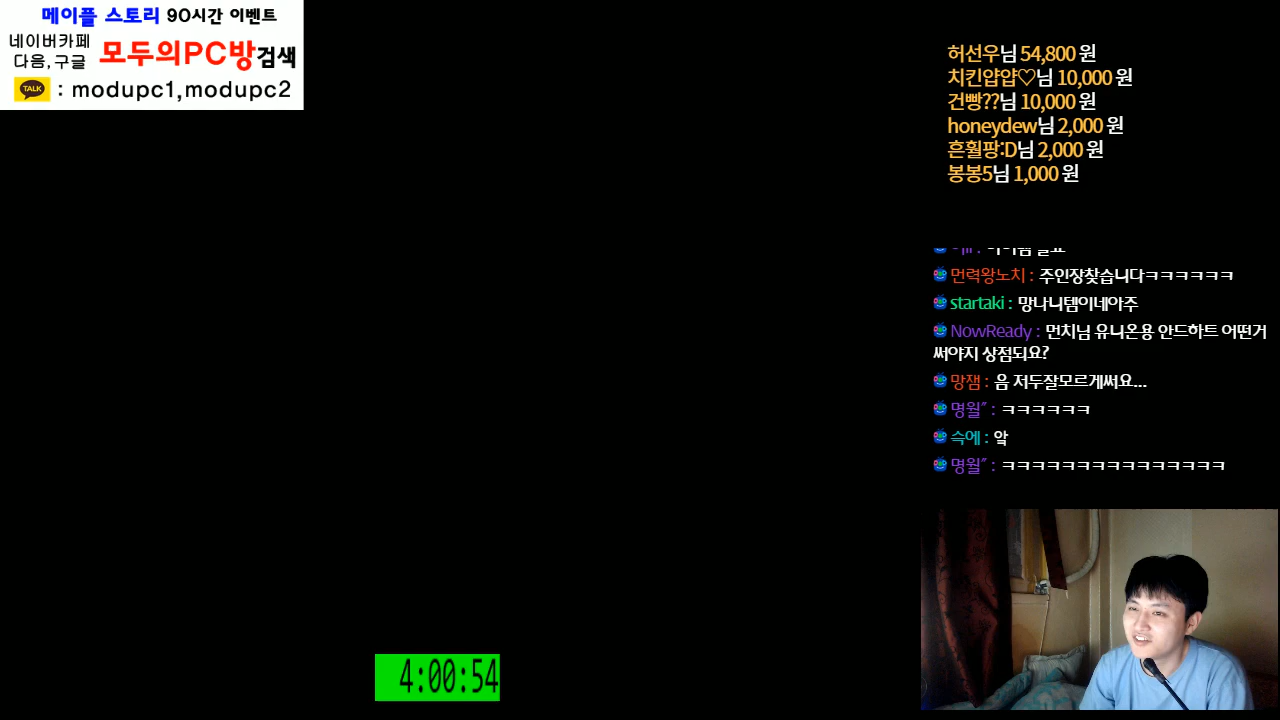 메이플 스토리 90시간 이벤트
네이버카페
다음,구글
모두의PC방검색
TALK : modupc1,modupc2
허선우님 54,800 원
치킨얍얍♡님 10,000 원
건빵??님 10,000 원
honeydew님 2,000 원
흔훨팡:D님 2,000 원
봉봉5님 1,000 원
먼력왕노치 : 주인장찾습니다ㅋㅋㅋㅋㅋㅋ
startaki : 망나니템이네아주
NowReady : 먼치님 유니온용 안드하트 어떤거
써야지 상점되요?
망잼 : 음 저두잘모르게써요...
명월˝ : ㅋㅋㅋㅋㅋㅋ
슥에 : 앜
명월˝ : ㅋㅋㅋㅋㅋㅋㅋㅋㅋㅋㅋㅋㅋㅋㅋ
4:00:54